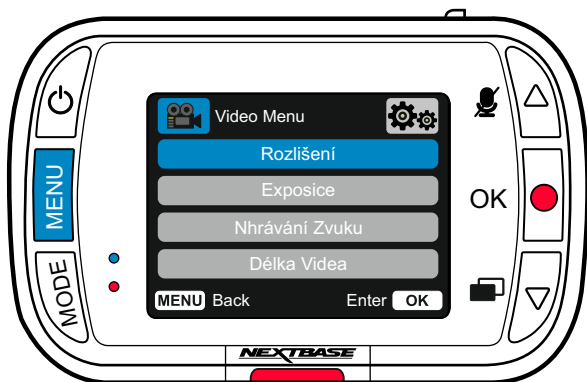 Video Menu
Rozlišení
MENU
Exposice
OK
Nhrávání Zvuku
Délka Videa
MODE
MENU Back Enter OK
NEXTBASE